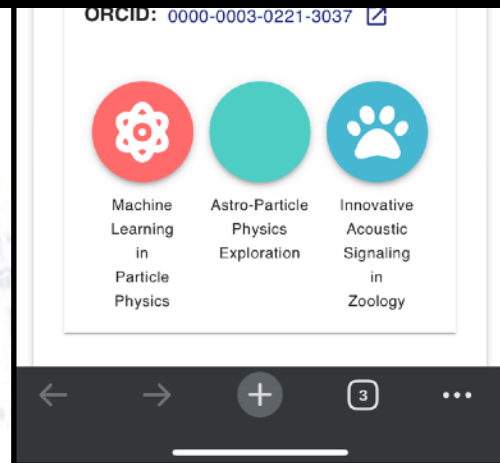 ORCID: 0000-0003-0221-3037
Machine
Learning
in
Particle
Physics
Astro-Particle
Physics
Exploration
Innovative
Acoustic
Signaling
in
Zoology
3